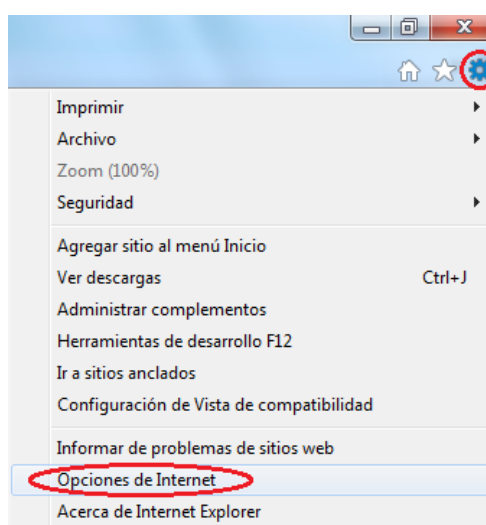 Imprimir
Archivo
Zoom (100%)
Seguridad
Agregar sitio al menú Inicio
Ver descargas Ctrl+J
Administrar complementos
Herramientas de desarrollo F12
Ir a sitios anclados
Configuración de Vista de compatibilidad
Informar de problemas de sitios web
Opciones de Internet
Acerca de Internet Explorer